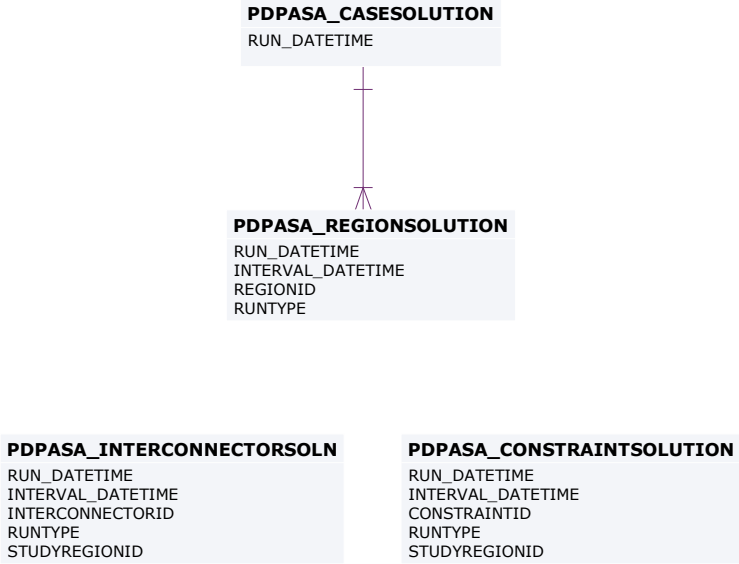 PDPASA_CASESOLUTION
RUN_DATETIME
PDPASA_REGIONSOLUTION
RUN_DATETIME
INTERVAL_DATETIME
REGIONID
RUNTYPE
PDPASA_INTERCONNECTORSOLN
RUN_DATETIME
INTERVAL_DATETIME
INTERCONNECTORID
RUNTYPE
STUDYREGIONID
PDPASA_CONSTRAINTSOLUTION
RUN_DATETIME
INTERVAL_DATETIME
CONSTRAINTID
RUNTYPE
STUDYREGIONID